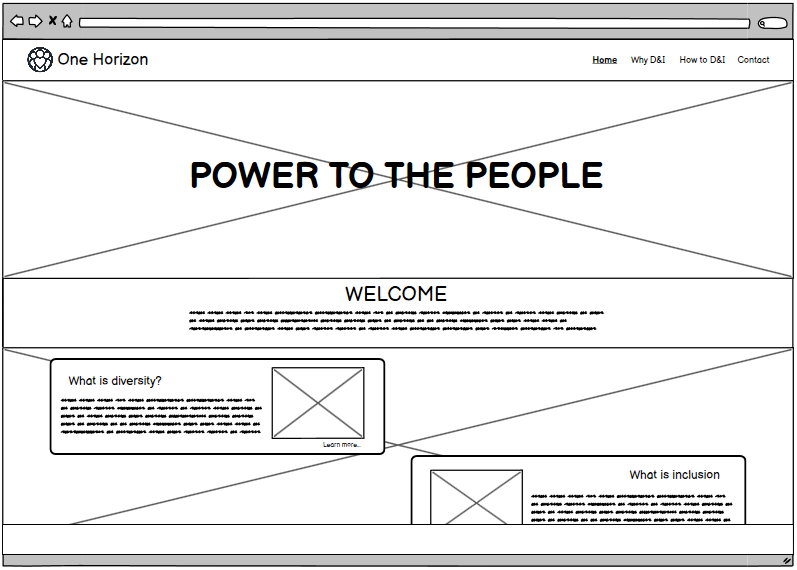 One Horizon
Home Why D&I How to D&I Contact
POWER TO THE PEOPLE
WELCOME
What is diversity?
Learn more...
What is inclusion